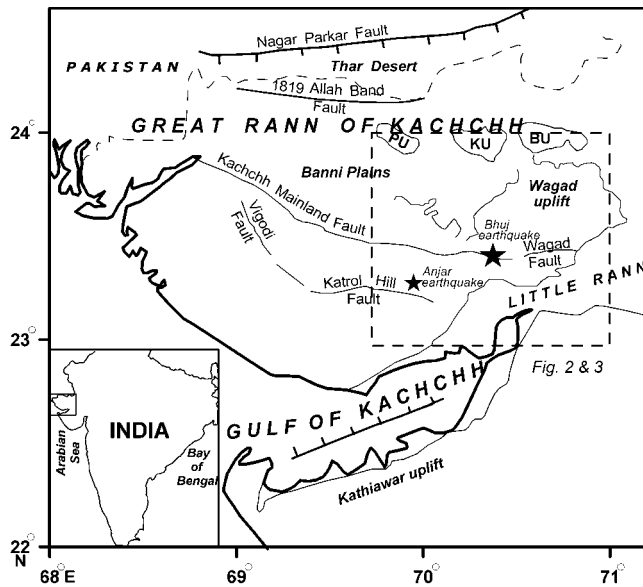 Nagar Parkar Fault
PAKISTAN
Thar Desert
1819 Allah Band
Fault
24°
GREAT RANN OF KACHCHH
PU
KU
BU
Banni Plains
Wagad
uplift
Kachchh Mainland Fault
Vigodi
Fault
Bhuj
earthquake
Wagad
Fault
Katrol Hill
Fault
Anjar
earthquake
LITTLE RANN
23°
Fig. 2 & 3
GULF OF KACHCHH
Kathiawar uplift
INDIA
Arabian
Sea
Bay
of
Bengal
22°
N
68°E
69°
70°
71°